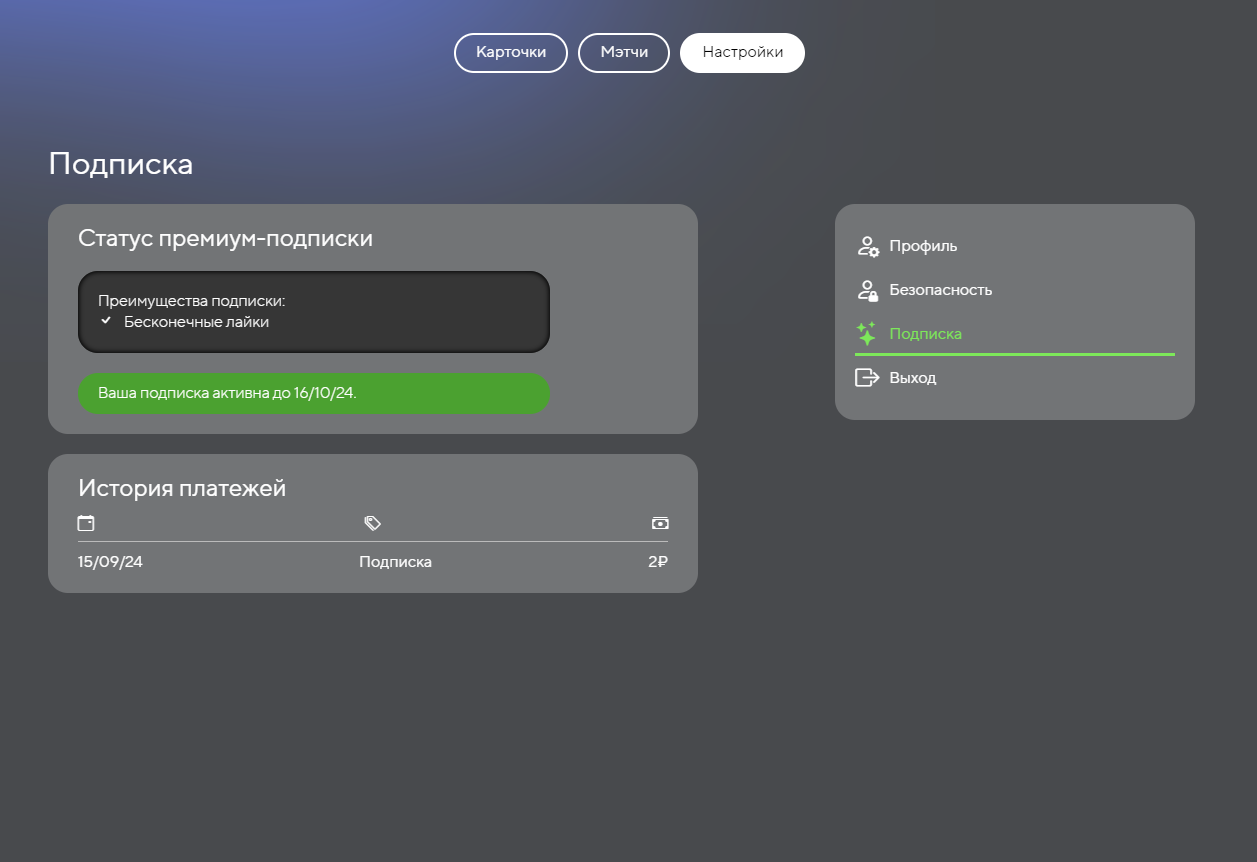 Карточки
Мэтчи
Настройки
Подписка
Статус премиум-подписки
Преимущества подписки:
Бесконечные лайки
Ваша подписка активна до 16/10/24.
История платежей
15/09/24 Подписка 2₽
Профиль
Безопасность
Подписка
Выход